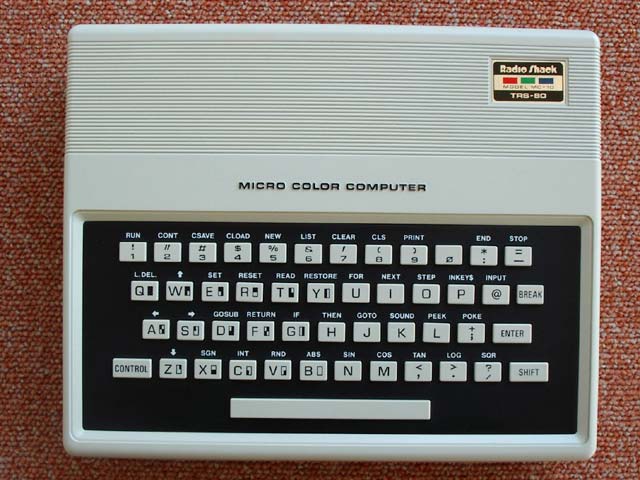 Radio Shack
MODEL MC-10
TRS-80
MICRO COLOR COMPUTER
RUN CONT CSAVE CLOAD NEW LIST CLEAR CLS PRINT END STOP
! " # $ % & ' ( ) * =
1 2 3 4 5 6 7 8 9 0 : -
L.DEL. ↑ SET RESET READ RESTORE FOR NEXT STEP INKEY$ INPUT
Q W E R T Y U I O P @ BREAK
← → GOSUB RETURN IF THEN GOTO SOUND PEEK POKE
A S D F G H J K L + ; ENTER
↓ SGN INT RND ABS SIN COS TAN LOG SQR
CONTROL Z X C V B N M < , > . ? / SHIFT